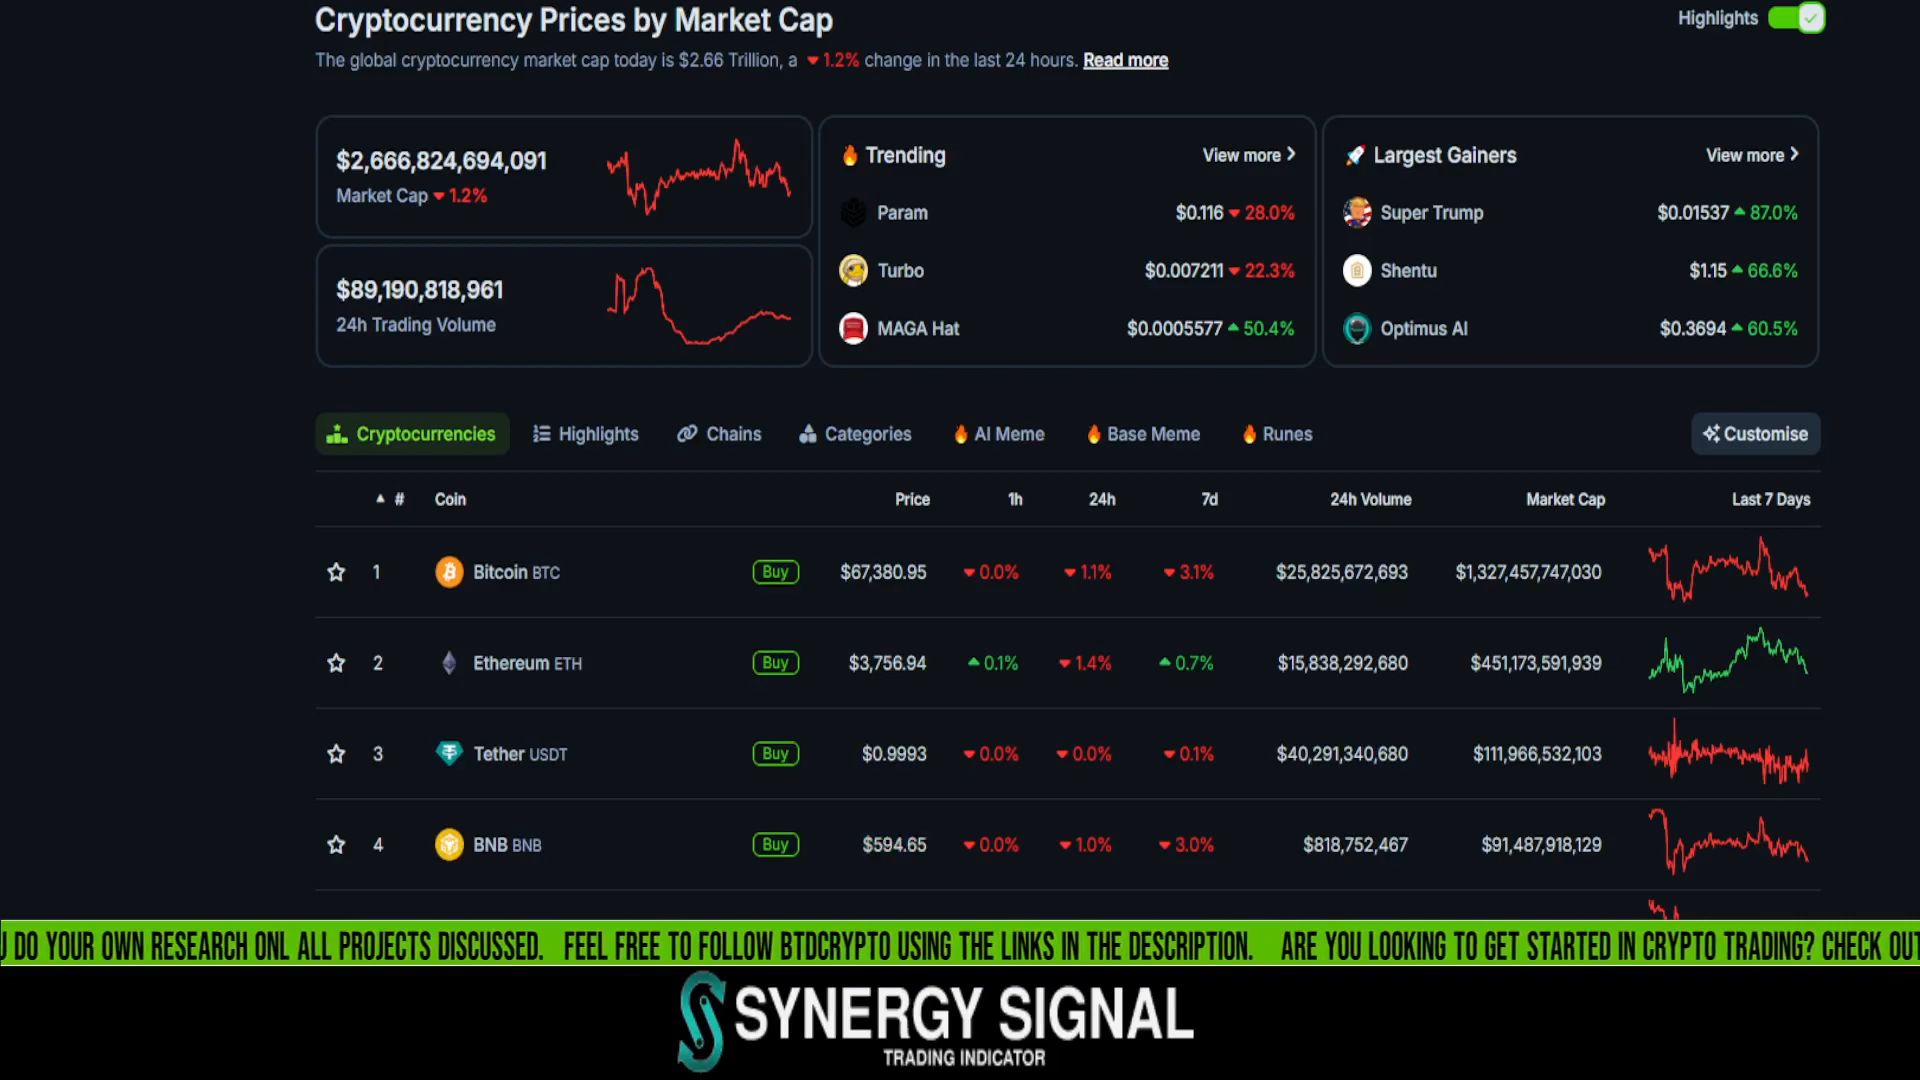 Cryptocurrency Prices by Market Cap
Highlights
The global cryptocurrency market cap today is $2.66 Trillion, a 1.2% change in the last 24 hours. Read more
$2,666,824,694,091
Market Cap 1.2%
$89,190,818,961
24h Trading Volume
Trending View more
Param $0.116 28.0%
Turbo $0.007211 22.3%
MAGA Hat $0.0005577 50.4%
Largest Gainers View more
Super Trump $0.01537 87.0%
Shentu $1.15 66.6%
Optimus AI $0.3694 60.5%
Cryptocurrencies Highlights Chains Categories AI Meme Base Meme Runes Customise
# Coin Price 1h 24h 7d 24h Volume Market Cap Last 7 Days
1 Bitcoin BTC Buy $67,380.95 0.0% 1.1% 3.1% $25,825,672,693 $1,327,457,747,030
2 Ethereum ETH Buy $3,756.94 0.1% 1.4% 0.7% $15,838,292,680 $451,173,591,939
3 Tether USDT Buy $0.9993 0.0% 0.0% 0.1% $40,291,340,680 $111,966,532,103
4 BNB BNB Buy $594.65 0.0% 1.0% 3.0% $818,752,467 $91,487,918,129
U DO YOUR OWN RESEARCH ONL ALL PROJECTS DISCUSSED. FEEL FREE TO FOLLOW BTDCRYPTO USING THE LINKS IN THE DESCRIPTION. ARE YOU LOOKING TO GET STARTED IN CRYPTO TRADING? CHECK OUT
SYNERGY SIGNAL
TRADING INDICATOR